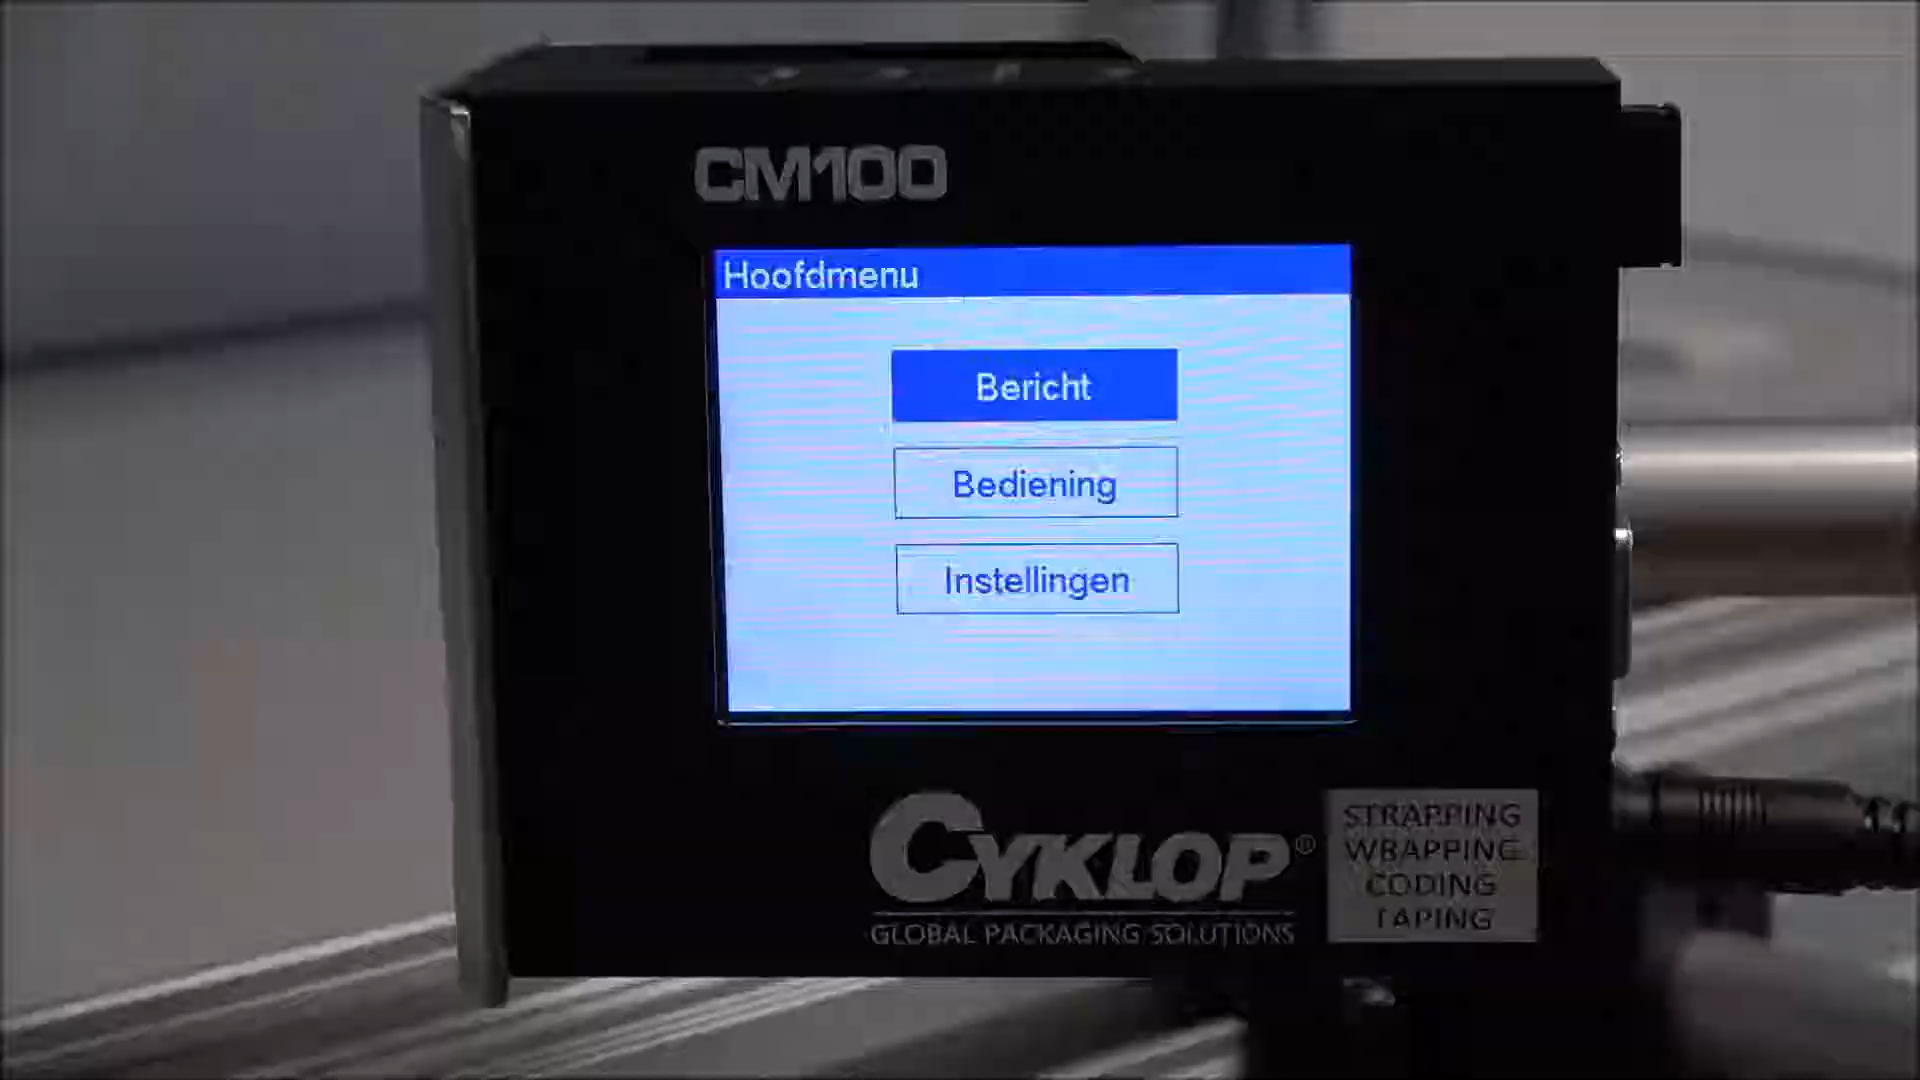 CM100
Hoofdmenu
Bericht
Bediening
Instellingen
CYKLOP®
GLOBAL PACKAGING SOLUTIONS
STRAPPING
WRAPPING
CODING
TAPING